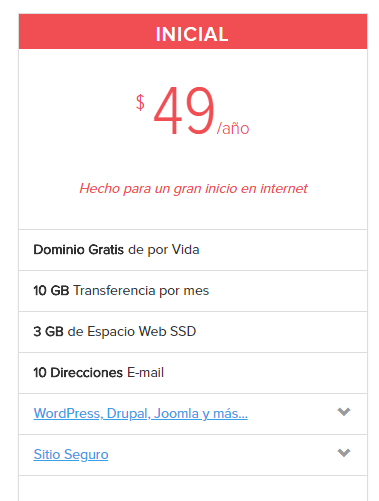 INICIAL
$ 49/año
Hecho para un gran inicio en internet
Dominio Gratis de por Vida
10 GB Transferencia por mes
3 GB de Espacio Web SSD
10 Direcciones E-mail
WordPress, Drupal, Joomla y más...
Sitio Seguro